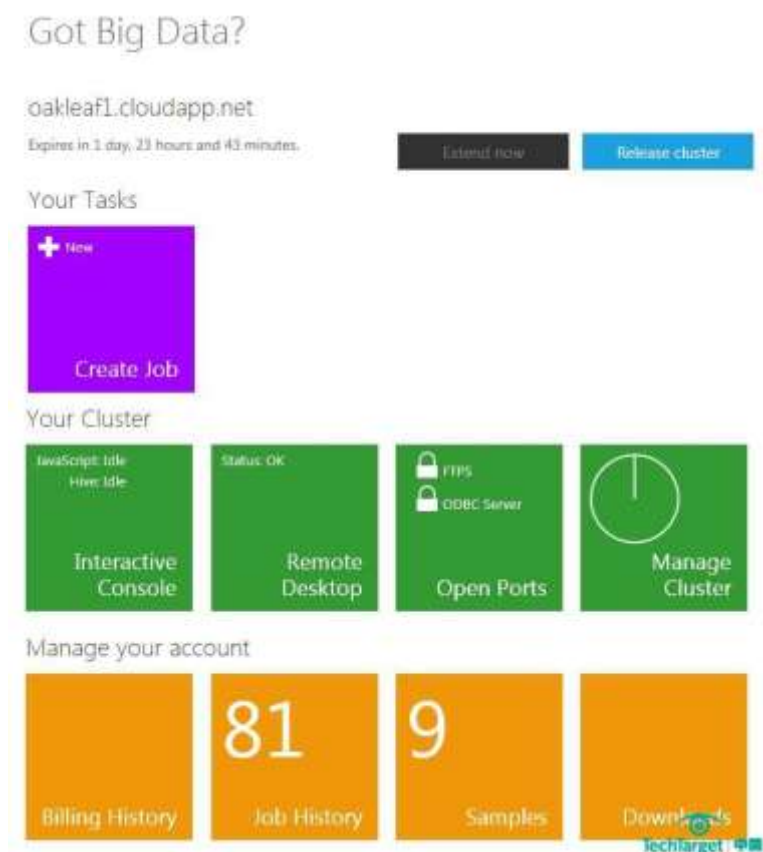 Got Big Data?
oakleaf1.cloudapp.net
Expires in 1 day, 23 hours and 43 minutes.
Extend now
Release cluster
Your Tasks
New
Create Job
Your Cluster
JavaScript: Idle
Hive: Idle
Interactive
Console
Status: OK
Remote
Desktop
FTPS
ODBC Server
Open Ports
Manage
Cluster
Manage your account
Billing History
81
Job History
9
Samples
Downloads
TechTarget